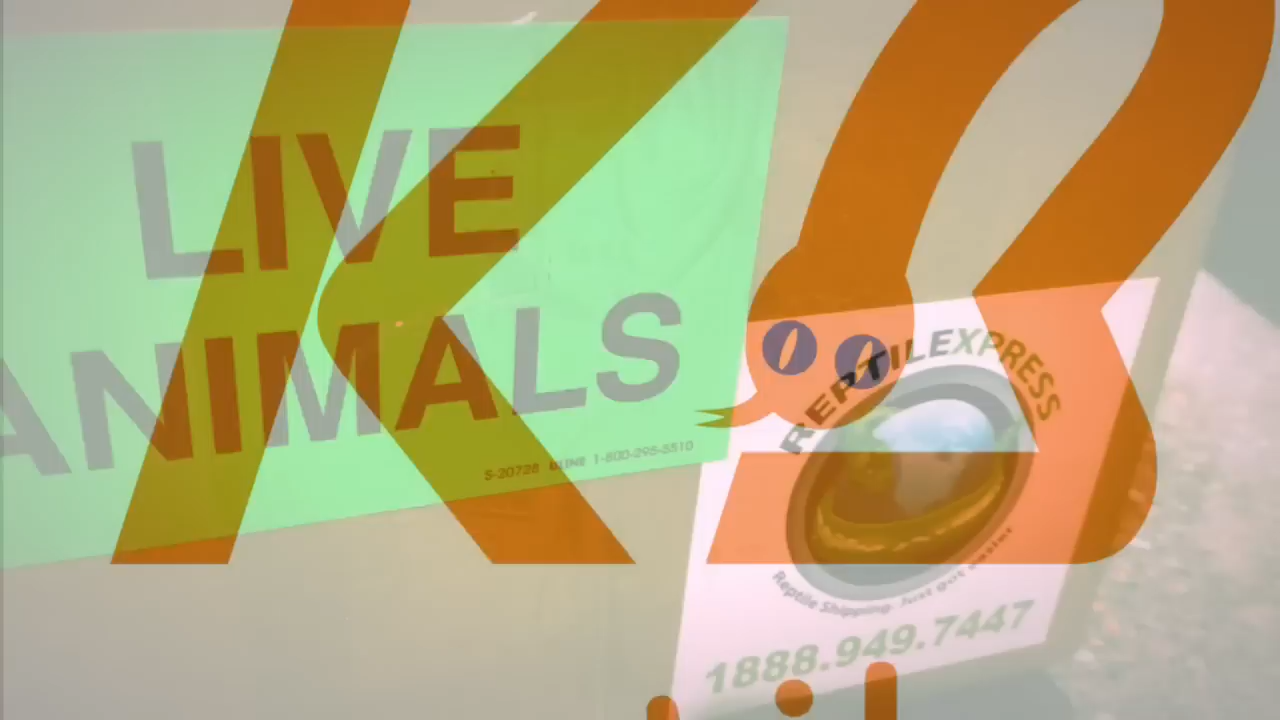 LIVE
ANIMALS
S-20728 ULINE 1-800-295-5510
REPTILEXPRESS
Reptile Shipping. Just got easier
1888.949.7447